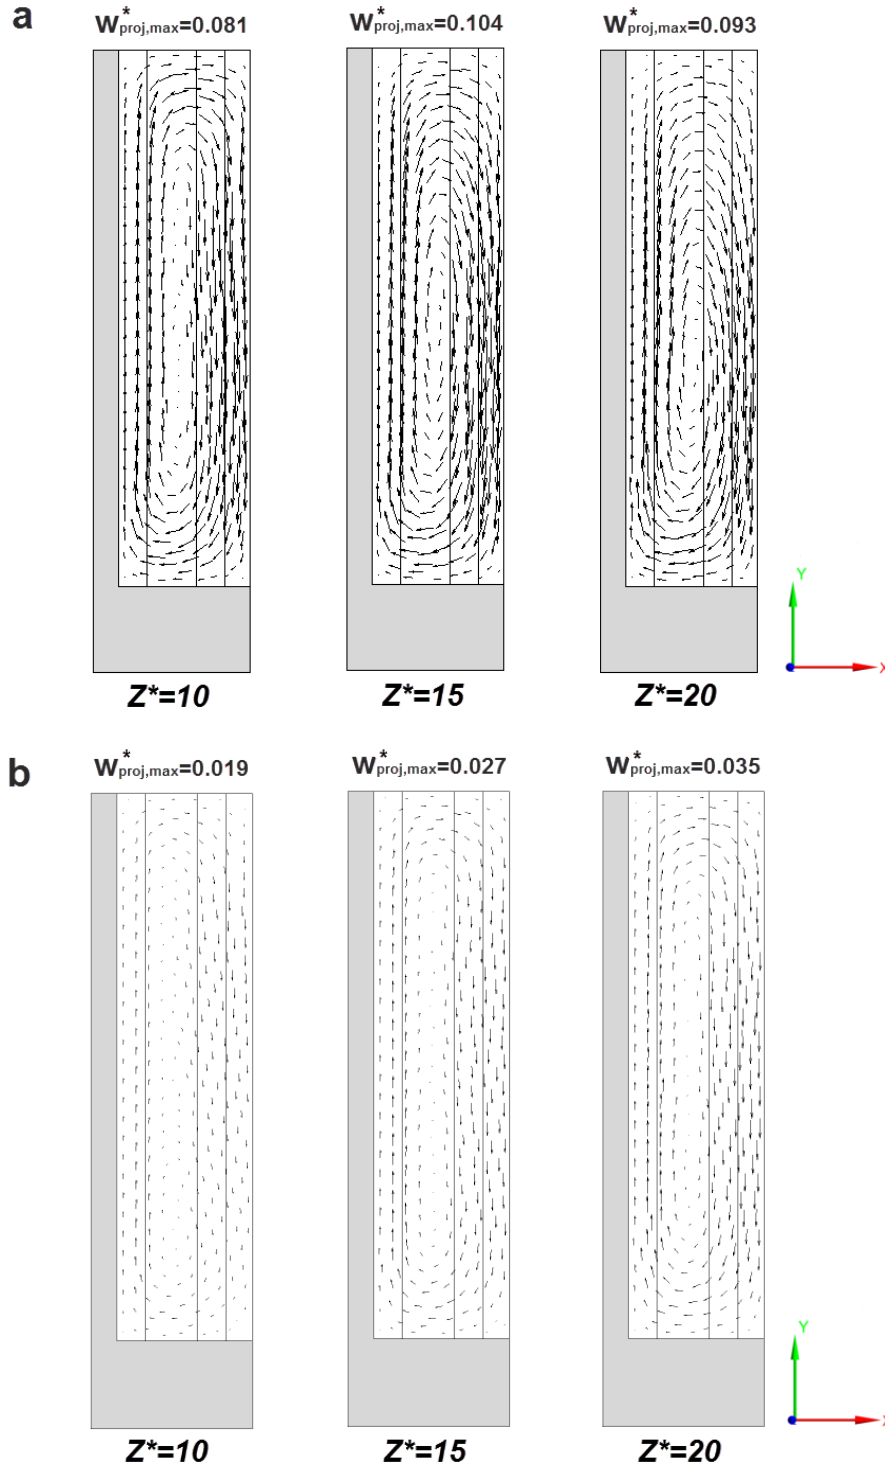 a
W*proj,max=0.081
W*proj,max=0.104
W*proj,max=0.093
Y
X
Z*=10
Z*=15
Z*=20
b
W*proj,max=0.019
W*proj,max=0.027
W*proj,max=0.035
Y
X
Z*=10
Z*=15
Z*=20